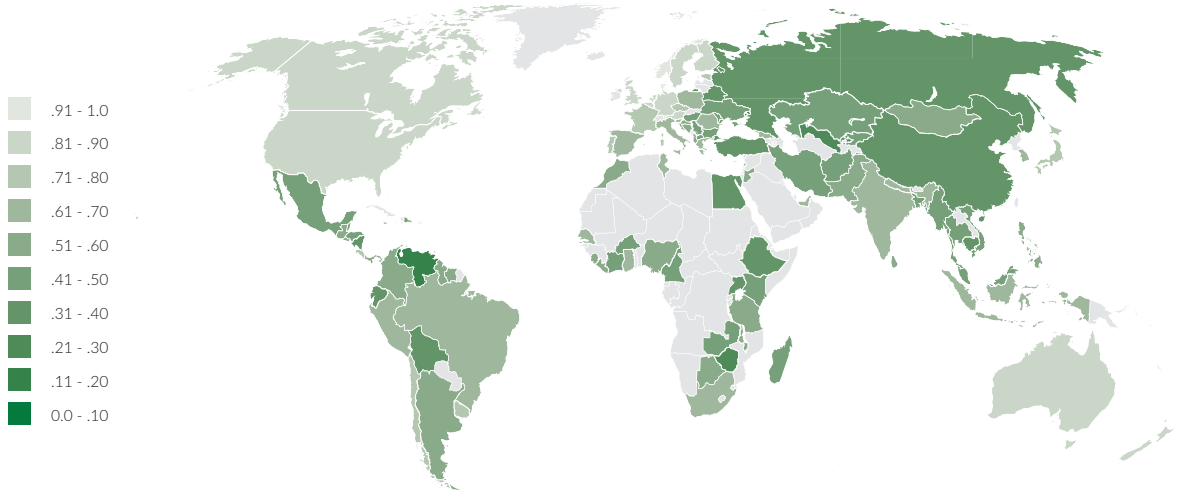 .91 - 1.0
.81 - .90
.71 - .80
.61 - .70
.51 - .60
.41 - .50
.31 - .40
.21 - .30
.11 - .20
0.0 - .10